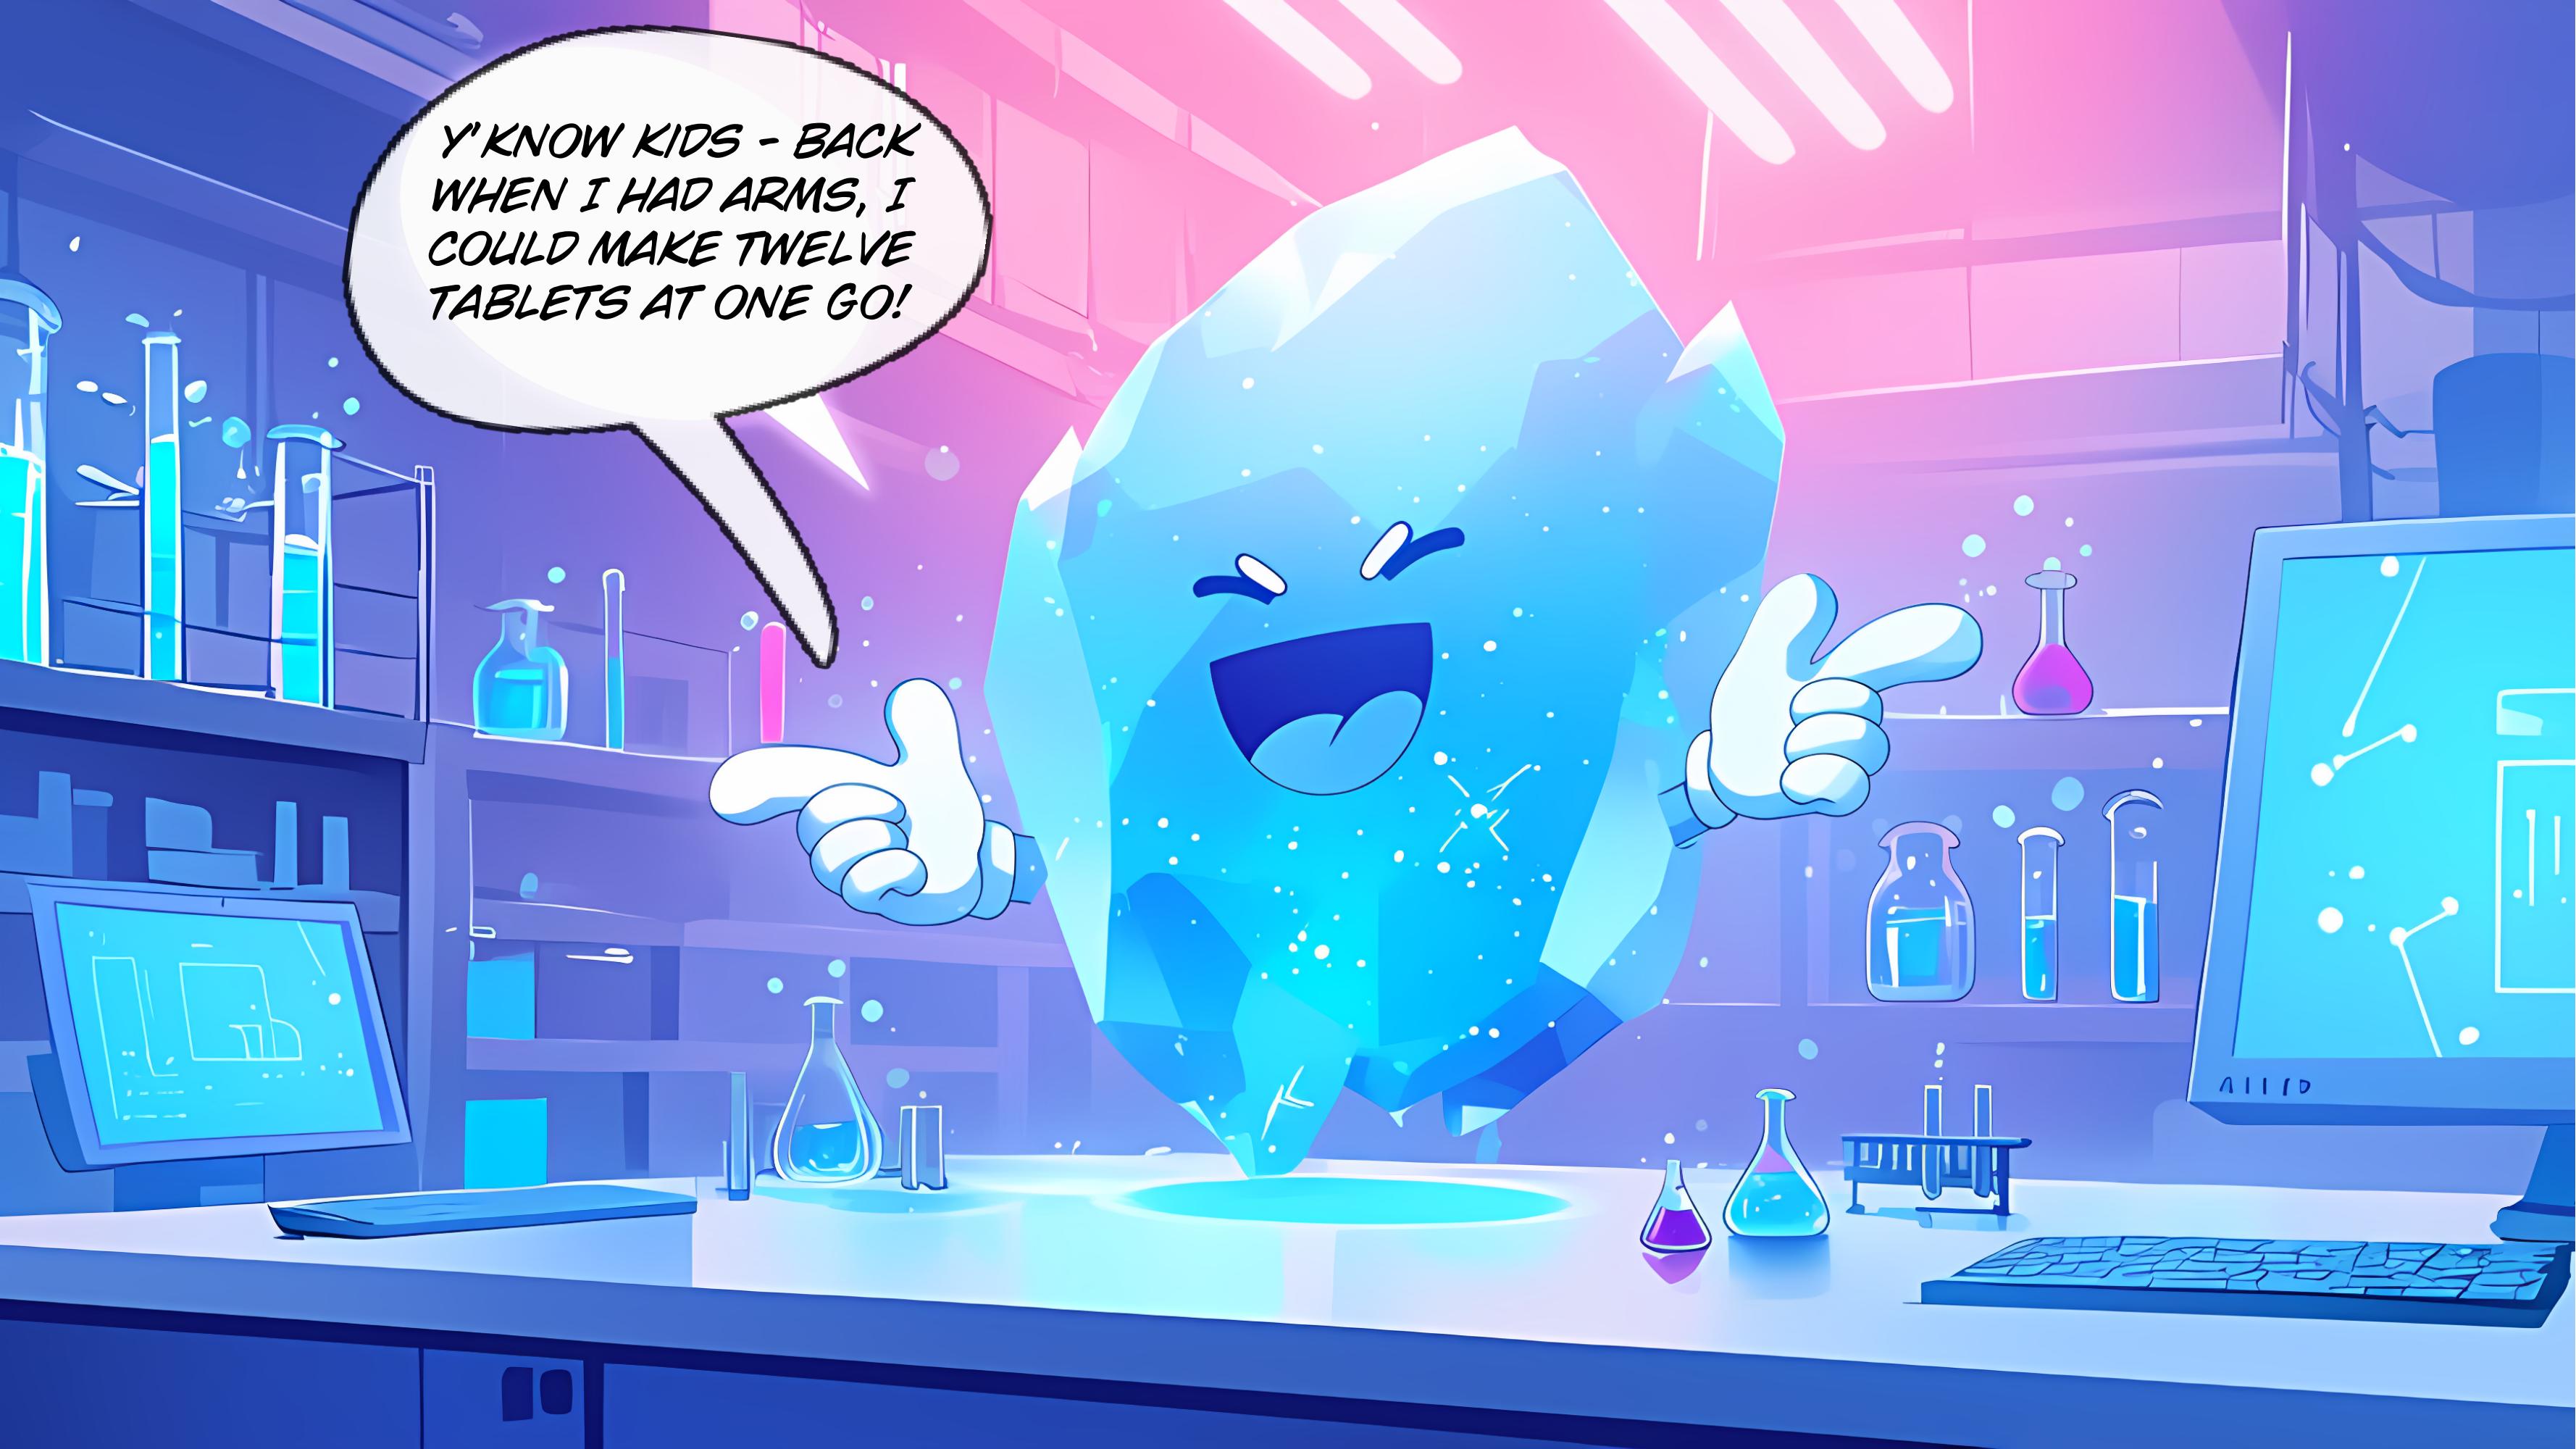 Y'KNOW KIDS - BACK
WHEN I HAD ARMS, I
COULD MAKE TWELVE
TABLETS AT ONE GO!